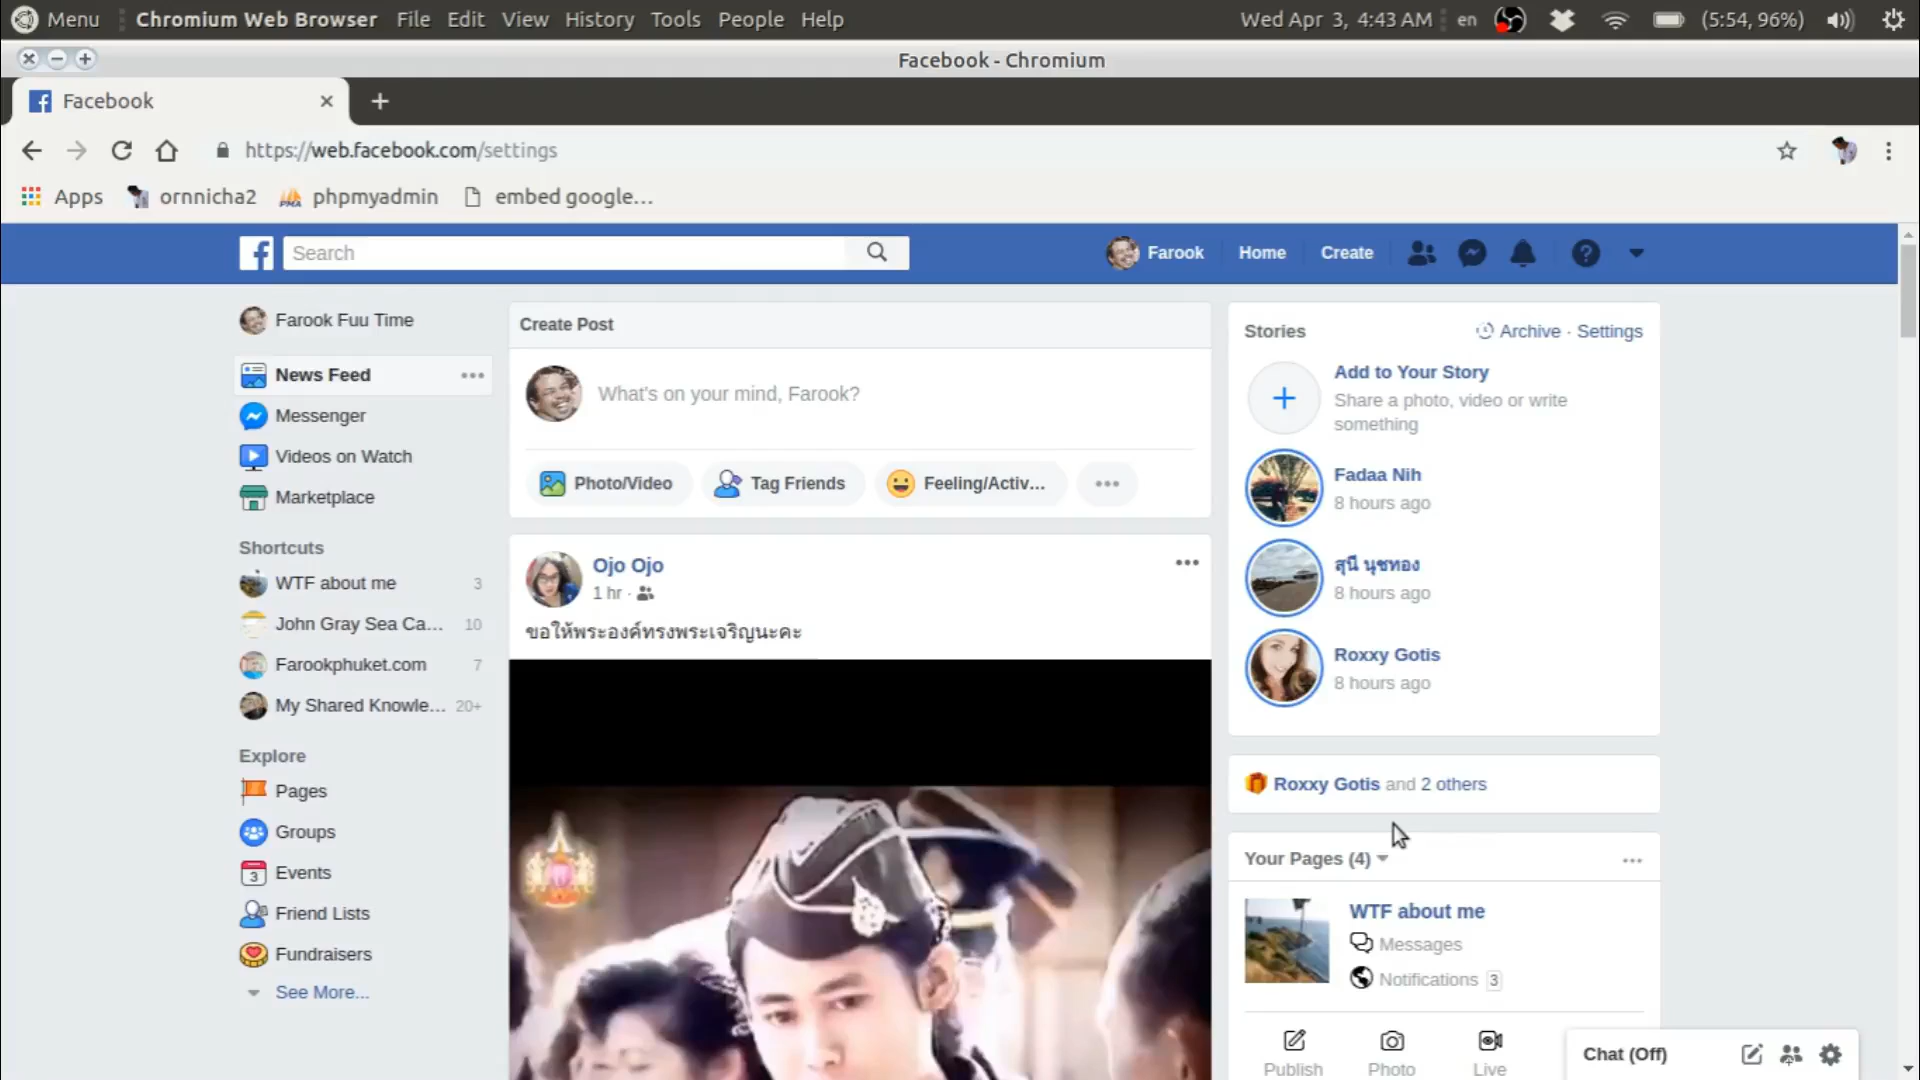 Menu
Chromium Web Browser File Edit View History Tools People Help
Wed Apr 3, 4:43 AM en (5:54, 96%)
Facebook - Chromium
Facebook
https://web.facebook.com/settings
Apps ornnicha2 phpmyadmin embed google...
Search
Farook Home Create
Farook Fuu Time
News Feed
Messenger
Videos on Watch
Marketplace
Shortcuts
WTF about me 3
John Gray Sea Ca... 10
Farookphuket.com 7
My Shared Knowle... 20+
Explore
Pages
Groups
3 Events
Friend Lists
Fundraisers
See More...
Create Post
What's on your mind, Farook?
Photo/Video Tag Friends Feeling/Activ...
Ojo Ojo
1 hr ·
ขอให้พระองค์ทรงพระเจริญนะคะ
Stories
Archive · Settings
Add to Your Story
Share a photo, video or write
something
Fadaa Nih
8 hours ago
สุนี นุชทอง
8 hours ago
Roxxy Gotis
8 hours ago
Roxxy Gotis and 2 others
Your Pages (4)
WTF about me
Messages
Notifications 3
Publish Photo Live
Chat (Off)